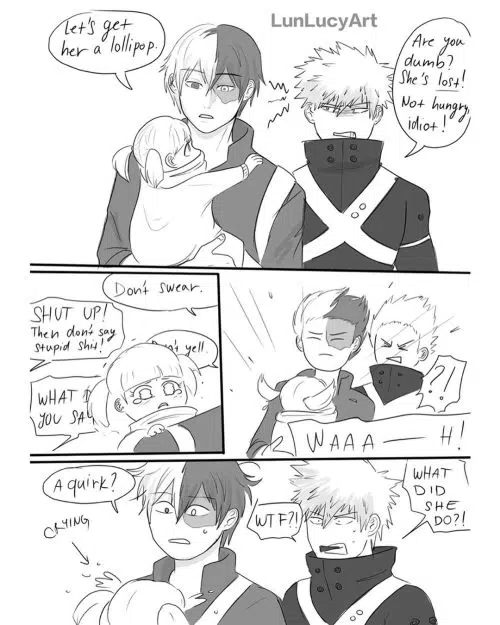 LunLucyArt
Let's get
her a lollipop.
Are you
dumb?
She's lost!
Not hungry,
idiot!
Don't swear.
SHUT UP!
Then don't say
stupid shit!
yell.
WHAT D
YOU SAY
?!
WAAA — H!
A quirk?
CRYING
WTF?!
WHAT
DID
SHE
DO?!